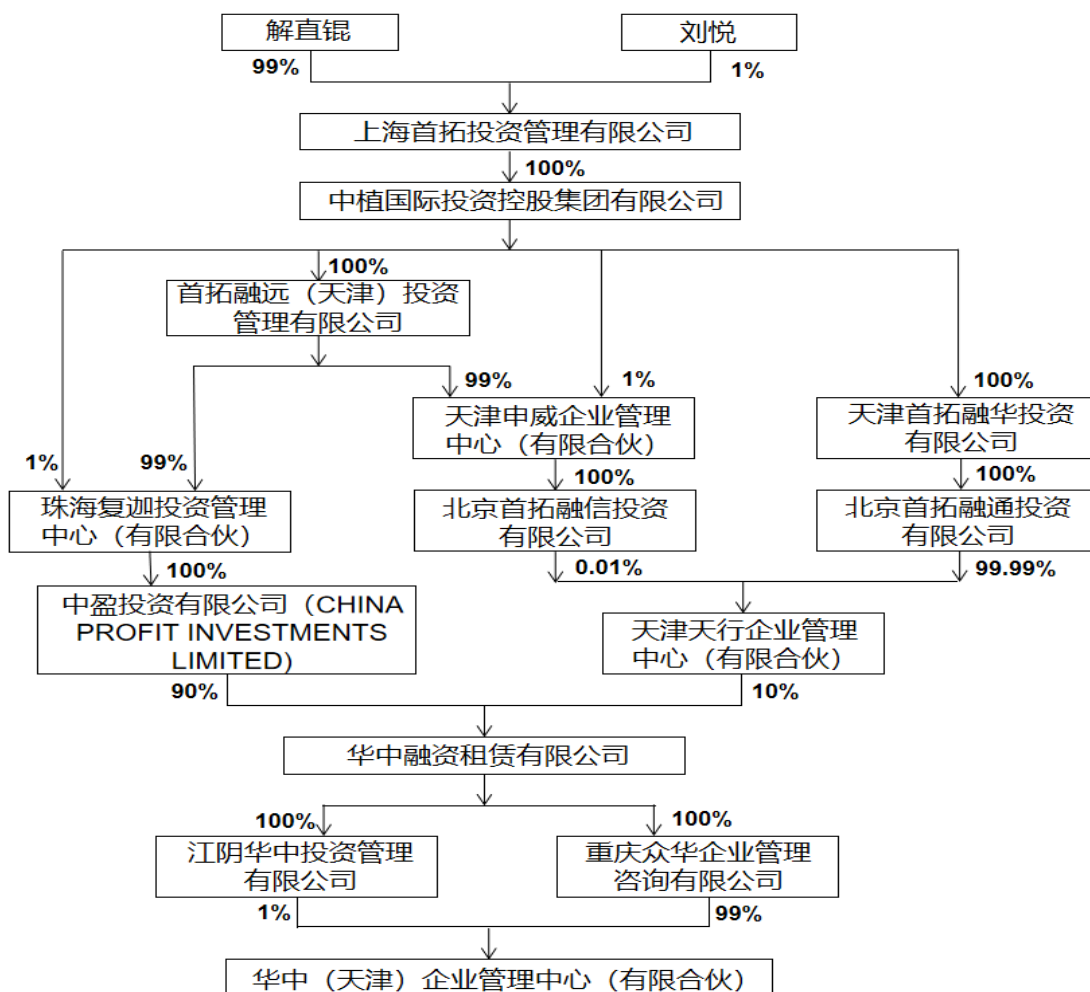 解直锟
刘悦
99%
1%
上海首拓投资管理有限公司
100%
中植国际投资控股集团有限公司
100%
首拓融远（天津）投资
管理有限公司
99%
1%
100%
天津申威企业管理
中心（有限合伙）
天津首拓融华投资
有限公司
1%
99%
100%
100%
珠海复迦投资管理
中心（有限合伙）
北京首拓融信投资
有限公司
北京首拓融通投资
有限公司
100%
0.01%
99.99%
中盈投资有限公司（CHINA
PROFIT INVESTMENTS
LIMITED)
天津天行企业管理
中心（有限合伙）
90%
10%
华中融资租赁有限公司
100%
100%
江阴华中投资管理
有限公司
重庆众华企业管理
咨询有限公司
1%
99%
华中（天津）企业管理中心（有限合伙）